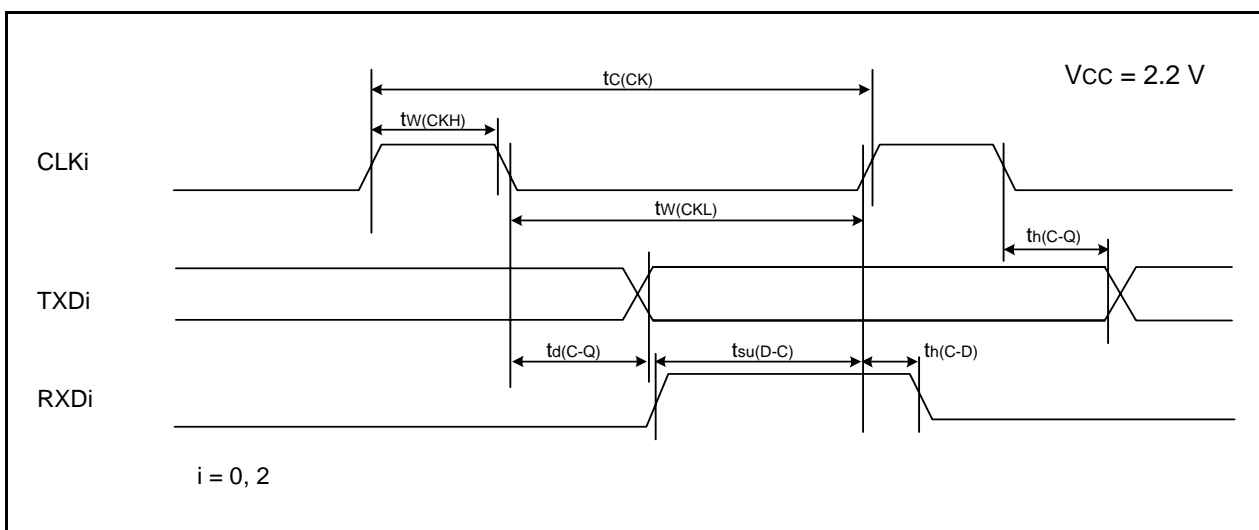 tC(CK)
VCC = 2.2 V
tW(CKH)
CLKi
tW(CKL)
th(C-Q)
TXDi
td(C-Q)
tsu(D-C)
th(C-D)
RXDi
i = 0, 2